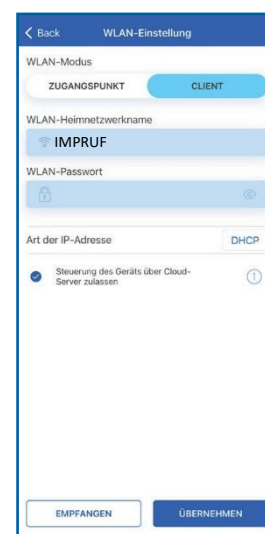 Back WLAN-Einstellung
WLAN-Modus
ZUGANGSPUNKT CLIENT
WLAN-Heimnetzwerkname
IMPRUF
WLAN-Passwort
Art der IP-Adresse DHCP
Steuerung des Geräts über Cloud-
Server zulassen
EMPFANGEN ÜBERNEHMEN